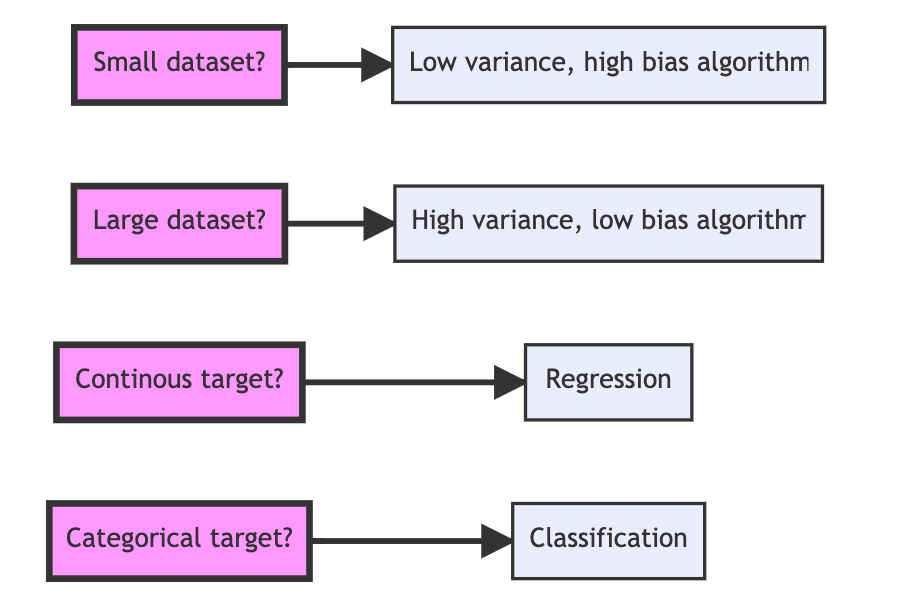 Small dataset?
Low variance, high bias algorithm
Large dataset?
High variance, low bias algorithm
Continous target?
Regression
Categorical target?
Classification